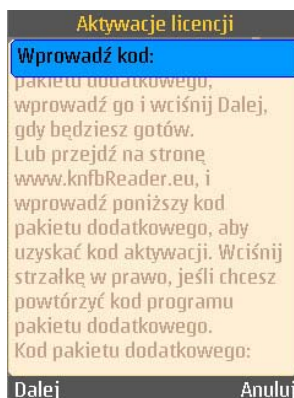 Aktywacje licencji
Wprowadź kod:
pakietu dodatkowego,
wprowadź go i wciśnij Dalej,
gdy będziesz gotów.
Lub przejdź na stronę
www.knfbReader.eu, i
wprowadź poniższy kod
pakietu dodatkowego, aby
uzyskać kod aktywacji. Wciśnij
strzałkę w prawo, jeśli chcesz
powtórzyć kod programu
pakietu dodatkowego.
Kod pakietu dodatkowego:
Dalej Anuluj